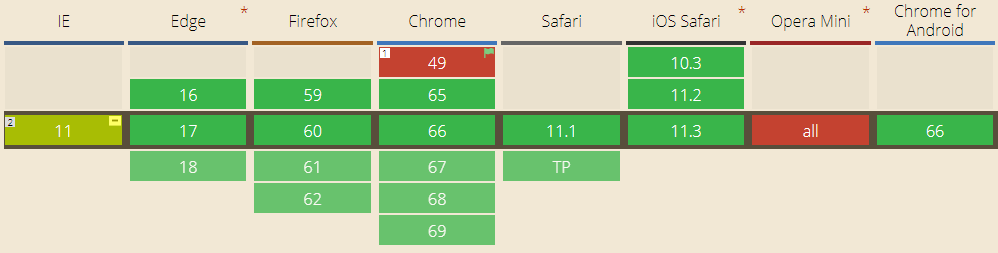 IE Edge * Firefox Chrome Safari iOS Safari * Opera Mini * Chrome for Android
1 49 10.3
16 59 65 11.2
2 11 - 17 60 66 11.1 11.3 all 66
18 61 67 TP
62 68
69